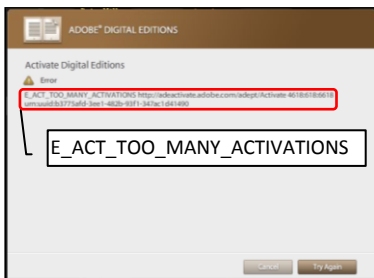 ADOBE® DIGITAL EDITIONS
Activate Digital Editions
Error
E_ACT_TOO_MANY_ACTIVATIONS http://adeactivate.adobe.com/adept/Activate 4618:618:6618
urn:uuid:b3775afd-3ee1-482b-93f1-347ac1d41490
E_ACT_TOO_MANY_ACTIVATIONS
Cancel Try Again